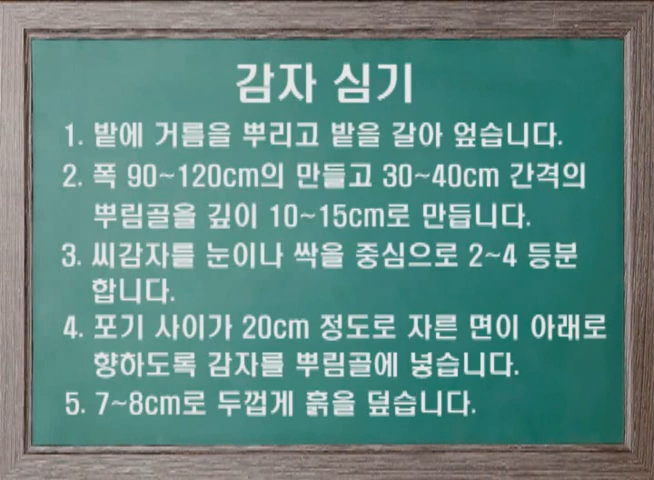 감자 심기
1. 밭에 거름을 뿌리고 밭을 갈아 엎습니다.
2. 폭 90~120cm의 만들고 30~40cm 간격의
뿌림골을 깊이 10~15cm로 만듭니다.
3. 씨감자를 눈이나 싹을 중심으로 2~4 등분
합니다.
4. 포기 사이가 20cm 정도로 자른 면이 아래로
향하도록 감자를 뿌림골에 넣습니다.
5. 7~8cm로 두껍게 흙을 덮습니다.